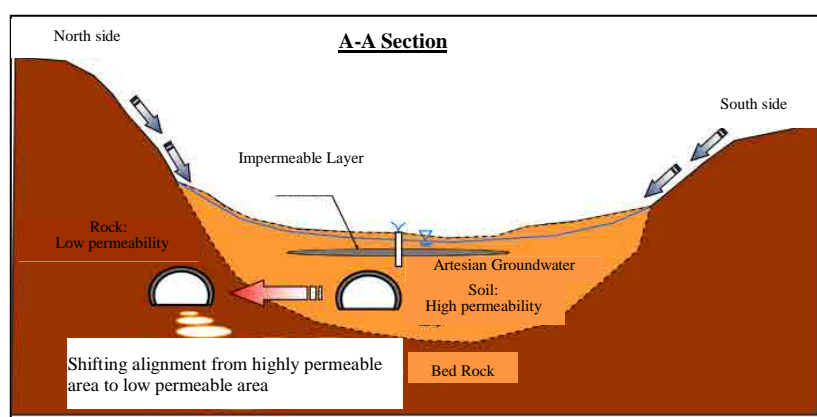 North side
A-A Section
South side
Impermeable Layer
Rock:
Low permeability
Artesian Groundwater
Soil:
High permeability
Shifting alignment from highly permeable
area to low permeable area
Bed Rock